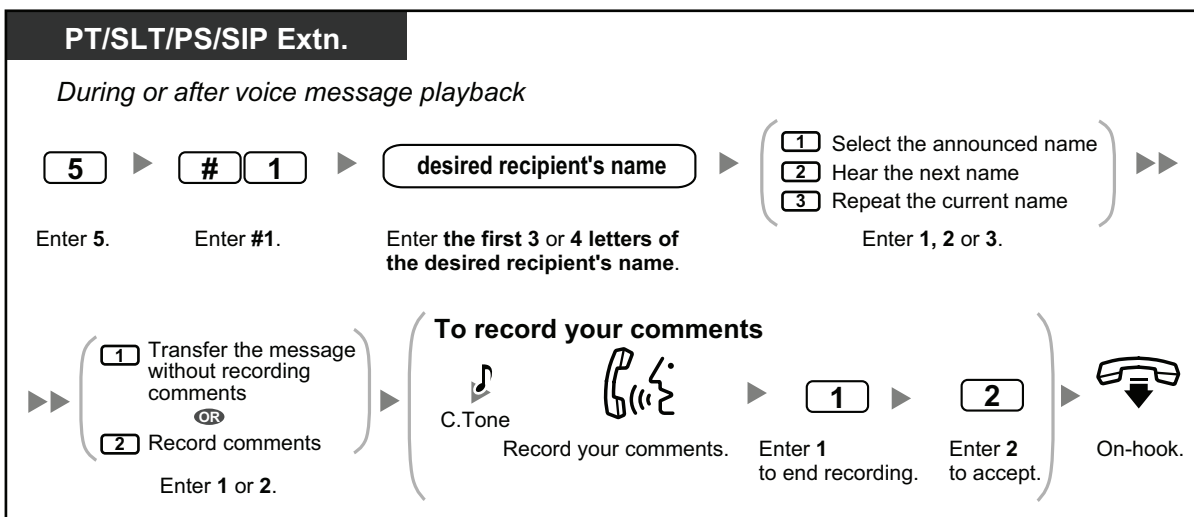 PT/SLT/PS/SIP Extn.
During or after voice message playback
5
# 1
desired recipient's name
1 Select the announced name
2 Hear the next name
3 Repeat the current name
Enter 5.
Enter #1.
Enter the first 3 or 4 letters of
the desired recipient's name.
Enter 1, 2 or 3.
1 Transfer the message
without recording
comments
OR
2 Record comments
Enter 1 or 2.
To record your comments
C.Tone
Record your comments.
1
Enter 1
to end recording.
2
Enter 2
to accept.
On-hook.